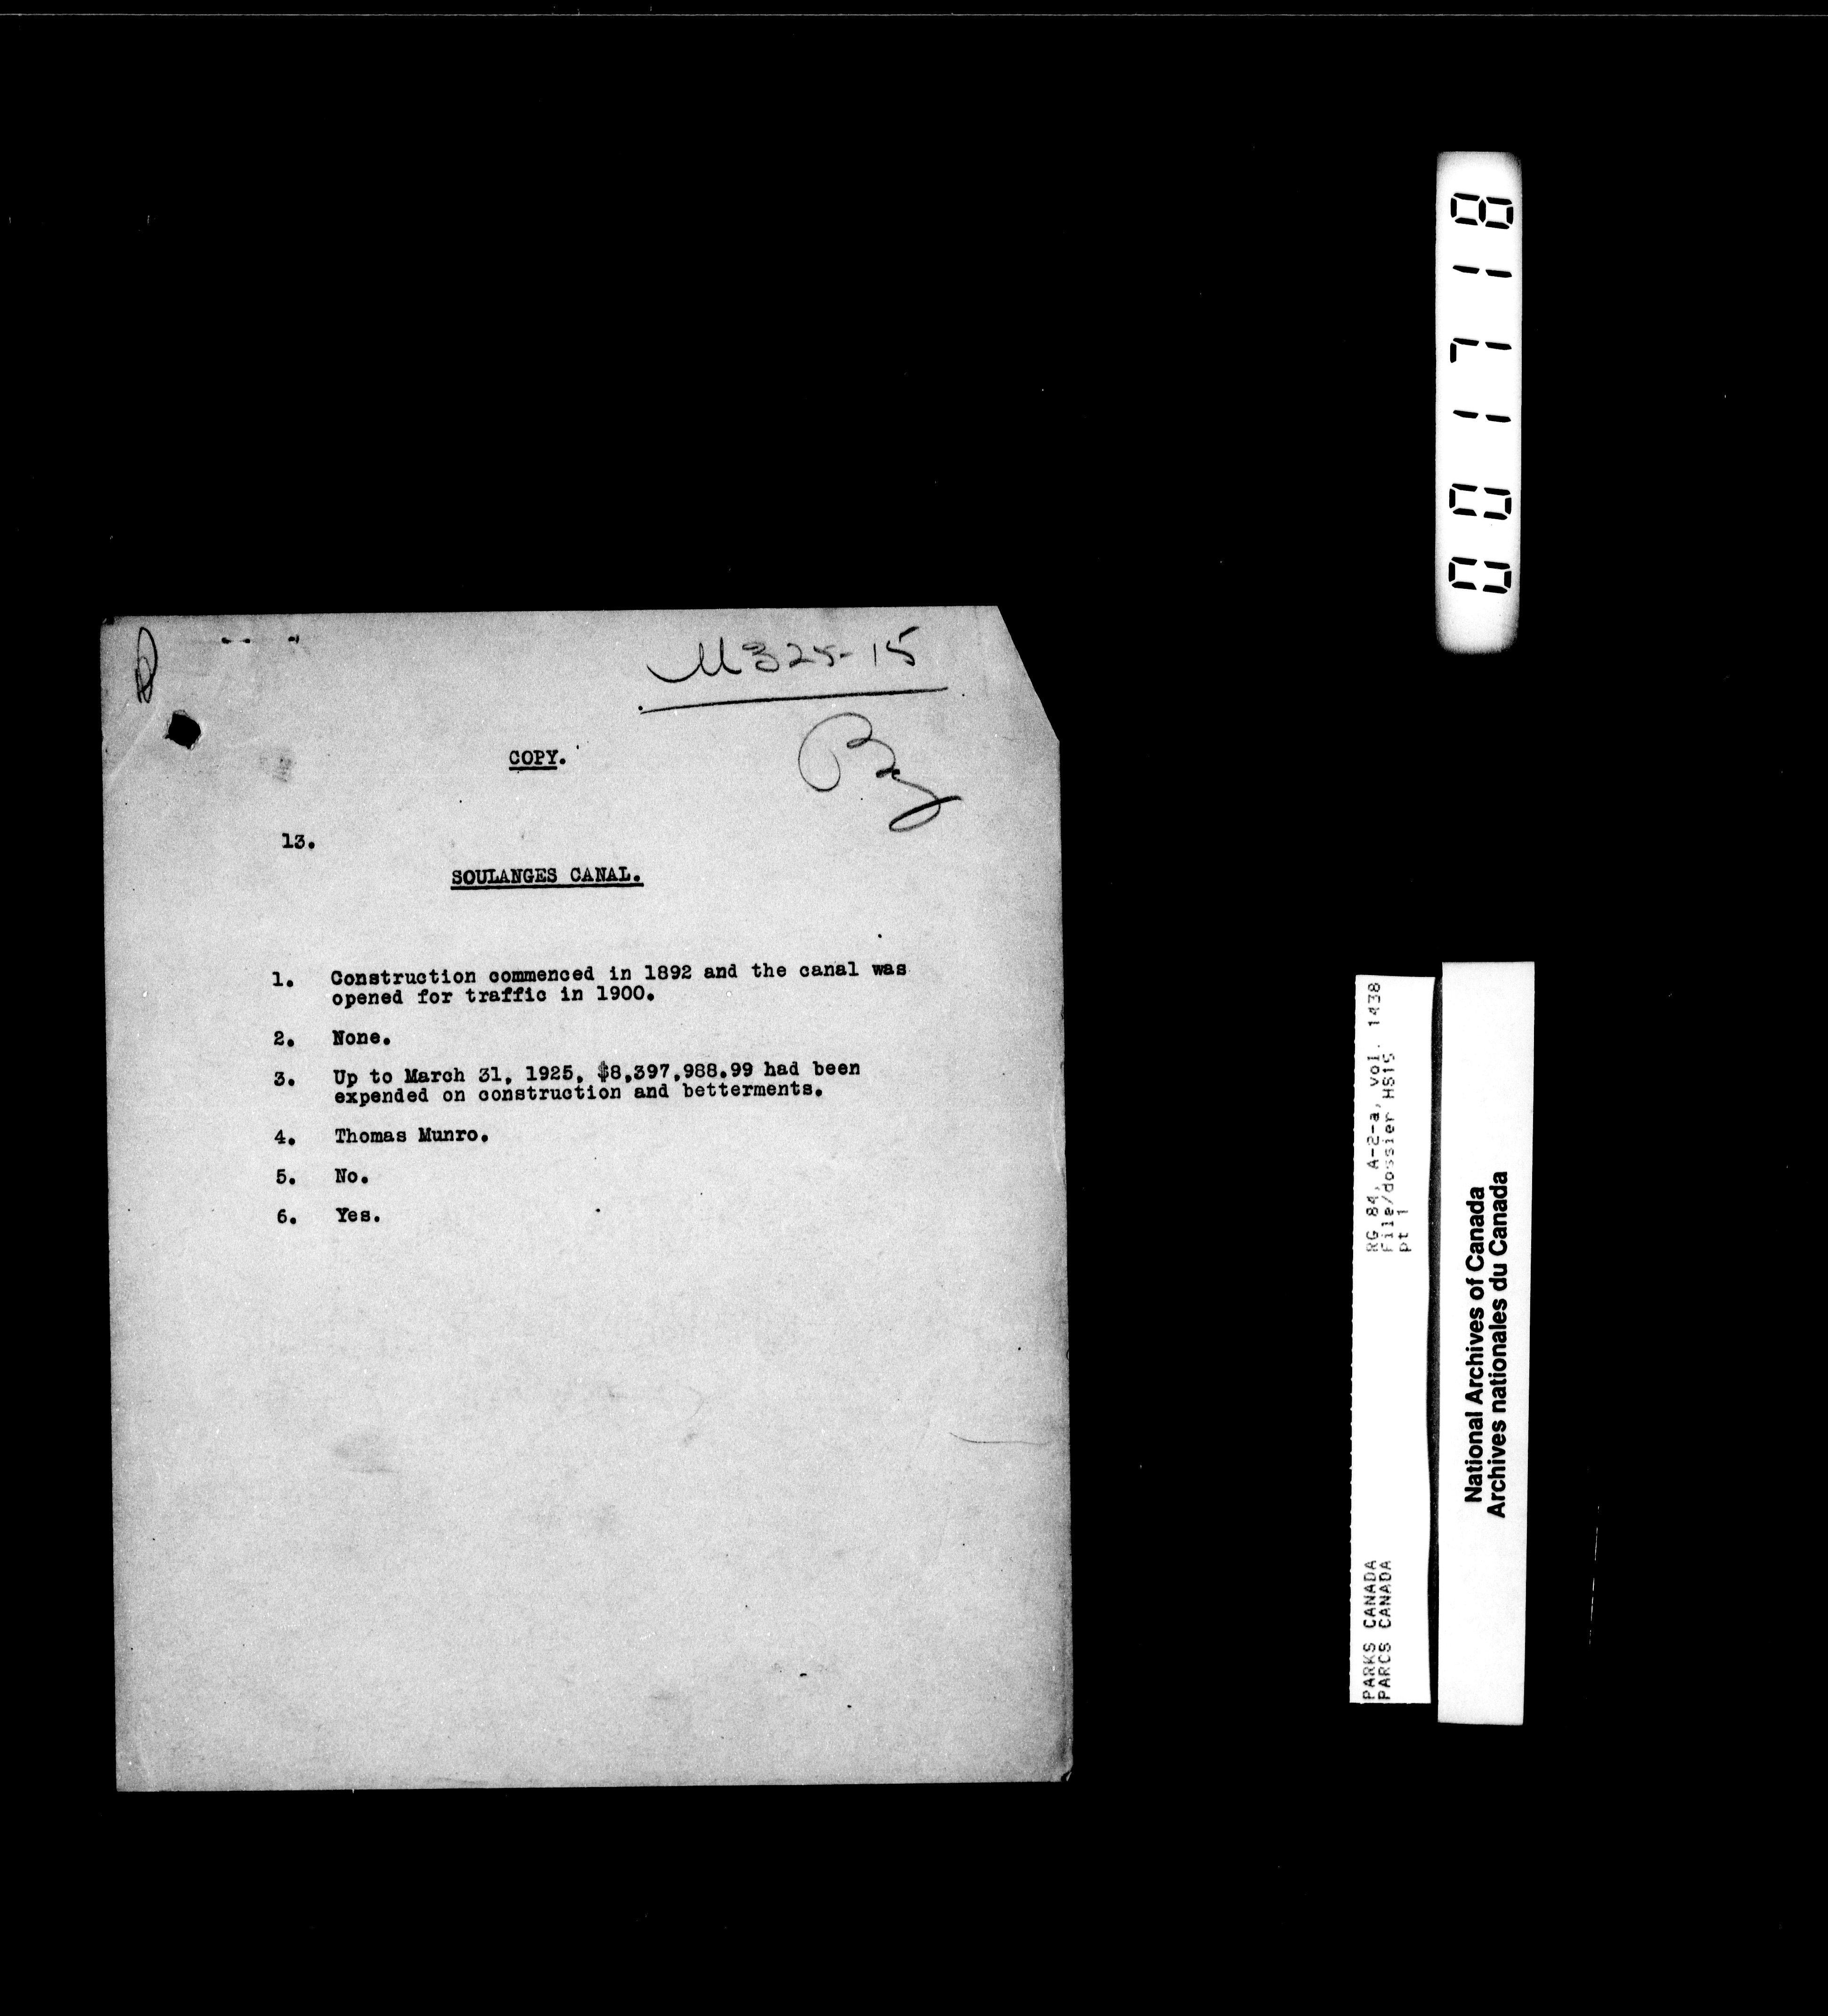 M325-15
COPY.
13.
SOULANGES CANAL.
1. Construction commenced in 1892 and the canal was
opened for traffic in 1900.
2. None.
3. Up to March 31, 1925, $8,397,988.99 had been
expended on construction and betterments.
4. Thomas Munro.
5. No.
6. Yes.
001718
PARKS CANADA RG 84, A-2-a, vol. 1438
PARCS CANADA File/dossier HS15
pt 1
National Archives of Canada
Archives nationales du Canada